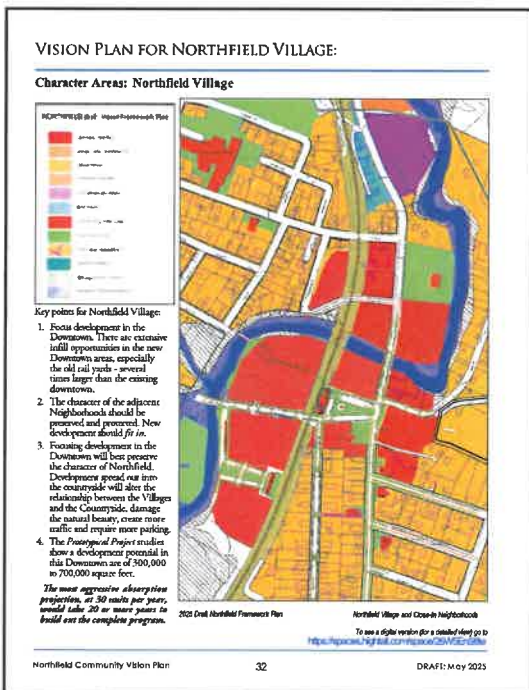 VISION PLAN FOR NORTHFIELD VILLAGE:
Character Areas: Northfield Village
Key points for Northfield Village:
1. Focus development in the
Downtown. There are extensive
infill opportunities in the new
Downtown areas, especially
the old rail yards - several
times larger than the existing
downtown.
2. The character of the adjacent
Neighborhoods should be
preserved and protected. New
development should fit in.
3. Focusing development in the
Downtown will best preserve
the character of Northfield.
Development spread out into
the countryside will alter the
relationship between the Villages
and the Countryside, damage
the natural beauty, create more
traffic and require more parking.
4. The Prototypical Project studies
show a development potential in
this Downtown are of 300,000
to 700,000 square feet.
The most aggressive absorption
projection, at 30 units per year,
would take 20 or more years to
build out the complete program.
2025 Draft Northfield Framework Plan
Northfield Village and Close-in Neighborhoods
To see a digital version (for a detailed view) go to
Northfield Community Vision Plan
32
DRAFT: May 2025